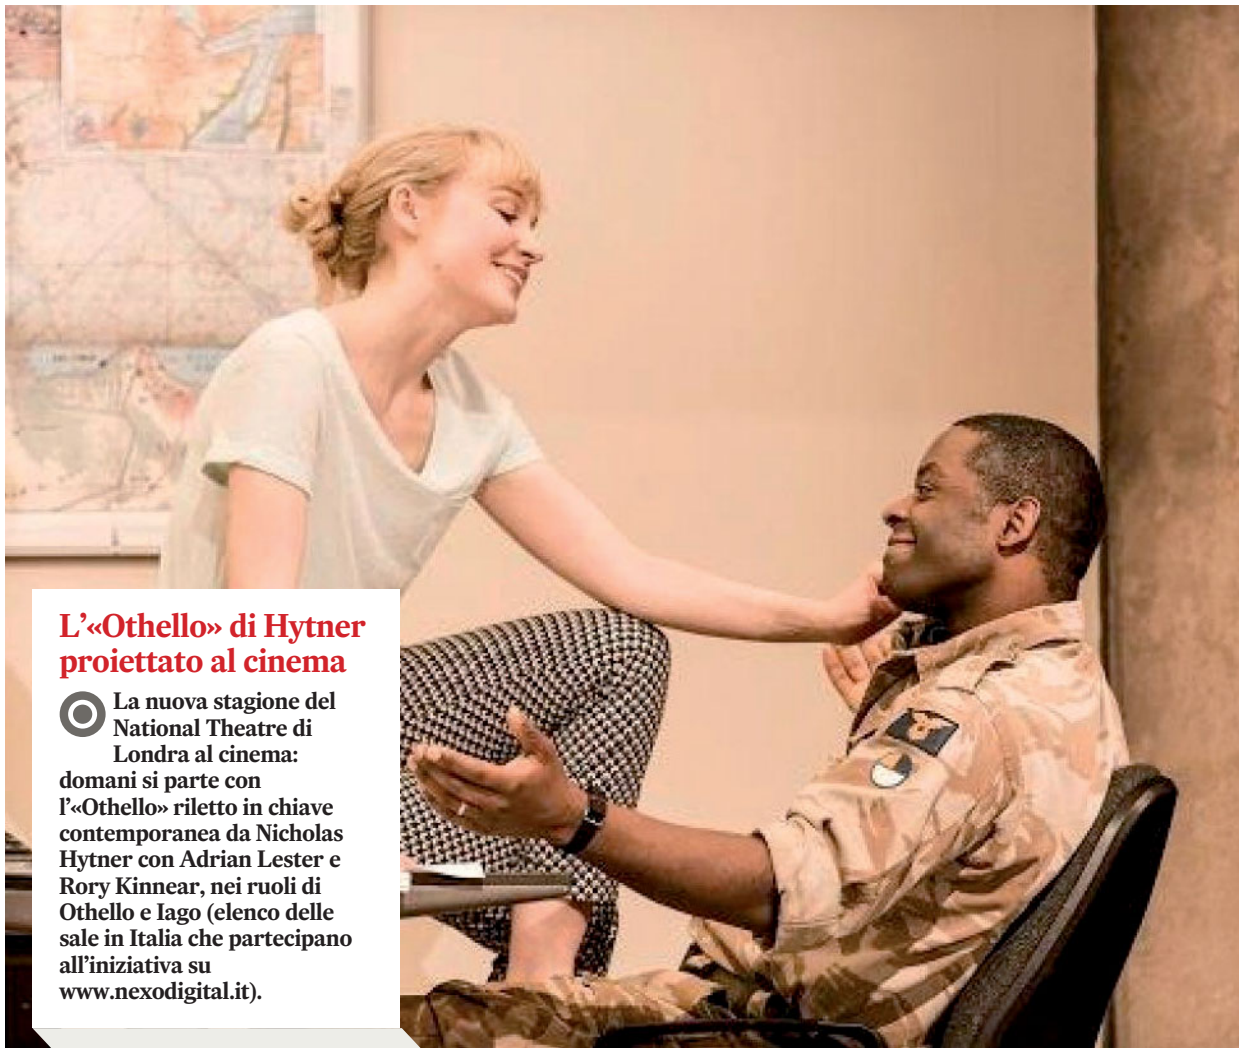 L'«Othello» di Hytner
proiettato al cinema
La nuova stagione del
National Theatre di
Londra al cinema:
domani si parte con
l'«Othello» riletto in chiave
contemporanea da Nicholas
Hytner con Adrian Lester e
Rory Kinnear, nei ruoli di
Othello e Iago (elenco delle
sale in Italia che partecipano
all'iniziativa su
www.nexodigital.it).